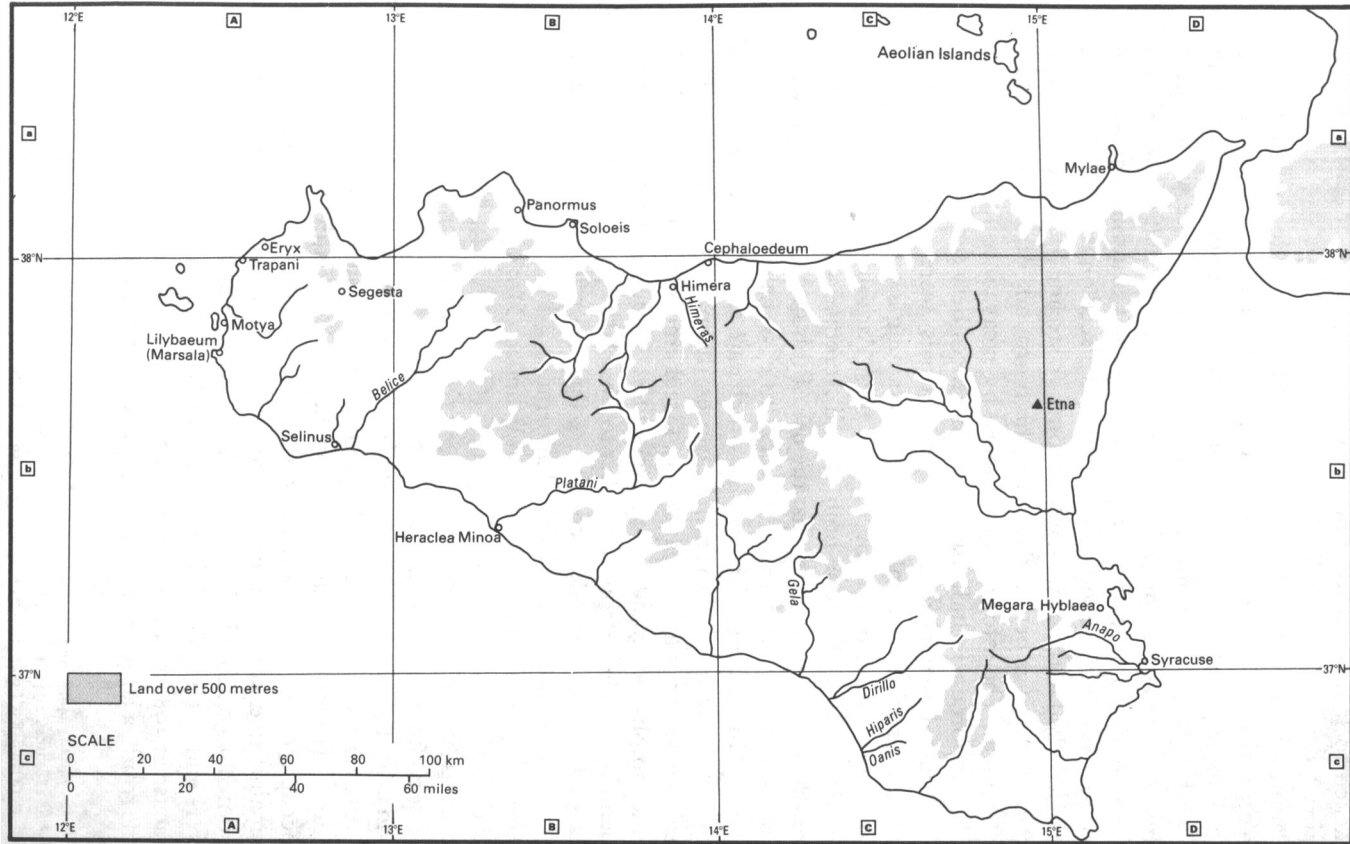 12°E
A
13°E
B
14°E
C
15°E
D
Aeolian Islands
a
a
Mylae
Panormus
Soloeis
Eryx
Cephaloedeum
38°N
Trapani
38°N
Segesta
Himera
Himeras
Motya
Lilybaeum
(Marsala)
Belice
Etna
Selinus
b
b
Platani
Heraclea Minoa
Gela
Megara Hyblaea
Anapo
Syracuse
37°N
37°N
Land over 500 metres
Dirillo
Hiparis
Oanis
SCALE
c
c
0 20 40 60 80 100 km
0 20 40 60 miles
12°E
A
13°E
B
14°E
C
15°E
D